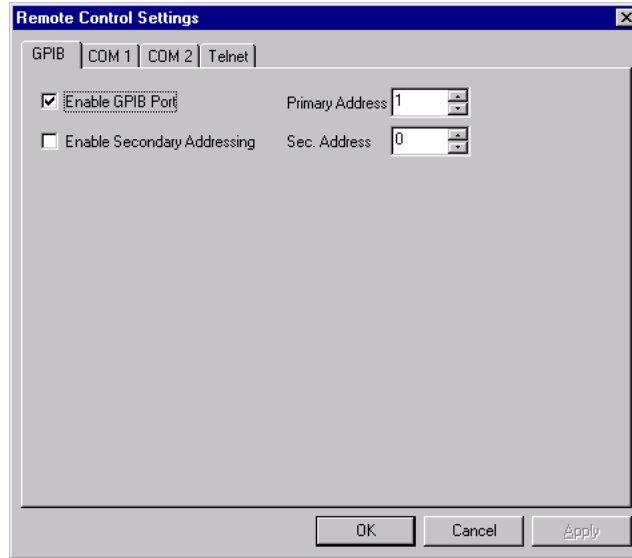 Remote Control Settings
GPIB COM 1 COM 2 Telnet
Enable GPIB Port Primary Address 1
Enable Secondary Addressing Sec. Address 0
OK Cancel Apply